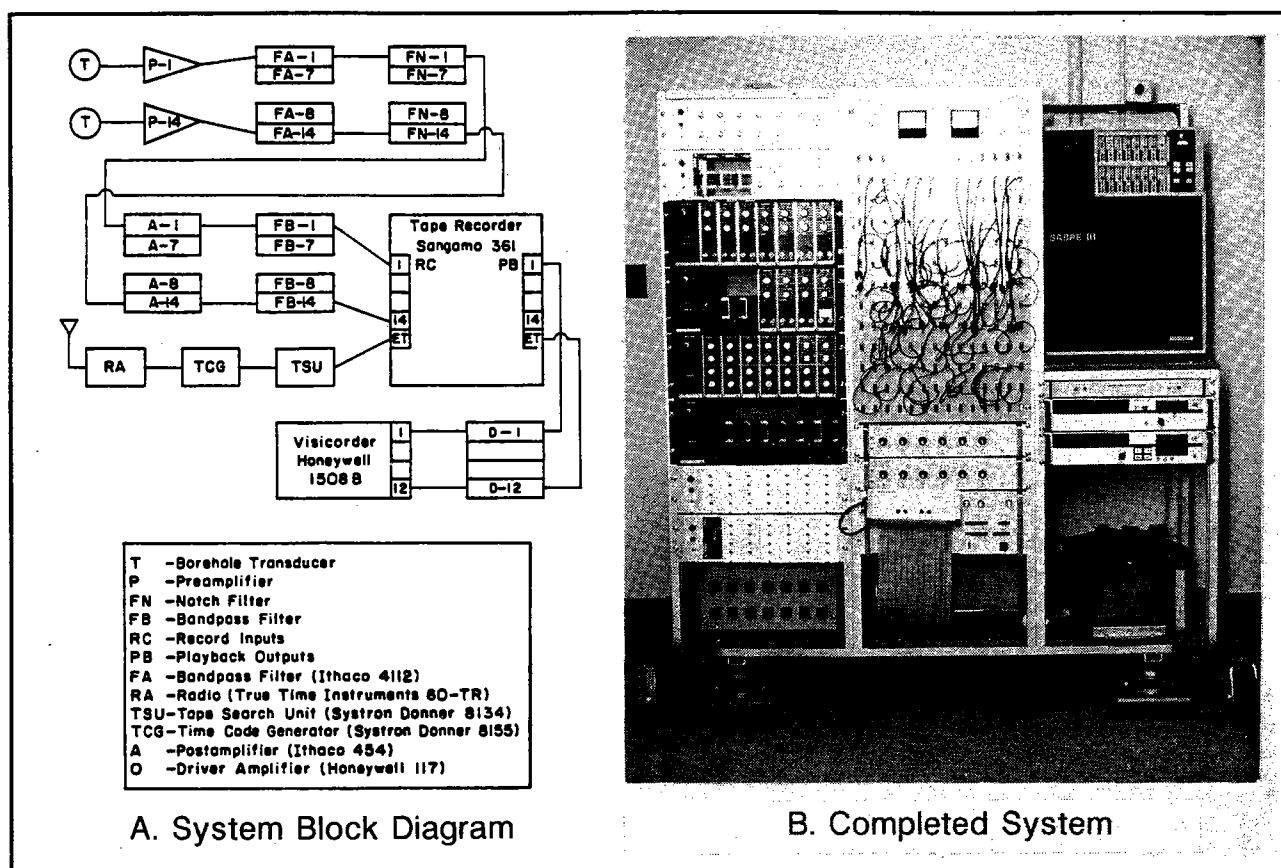 T P-1 FA-1 FN-1
FA-7 FN-7
FA-8 FN-8
T P-14 FA-14 FN-14
A-1 FB-1
A-7 FB-7
A-8 FB-8
A-14 FB-14
Tape Recorder
Sangamo 361
1 RC PB 1
14 14
ET ET
RA TCG TSU
Visicorder
Honeywell
1508B
1 D-1
12 D-12
T -Borehole Transducer
P -Preamplifier
FN -Notch Filter
FB -Bandpass Filter
RC -Record Inputs
PB -Playback Outputs
FA -Bandpass Filter (Ithaco 4112)
RA -Radio (True Time Instruments 60-TR)
TSU-Tape Search Unit (Systron Donner 8134)
TCG-Time Code Generator (Systron Donner 8155)
A -Postamplifier (Ithaco 454)
D -Driver Amplifier (Honeywell 117)
A. System Block Diagram
SABRE III
B. Completed System